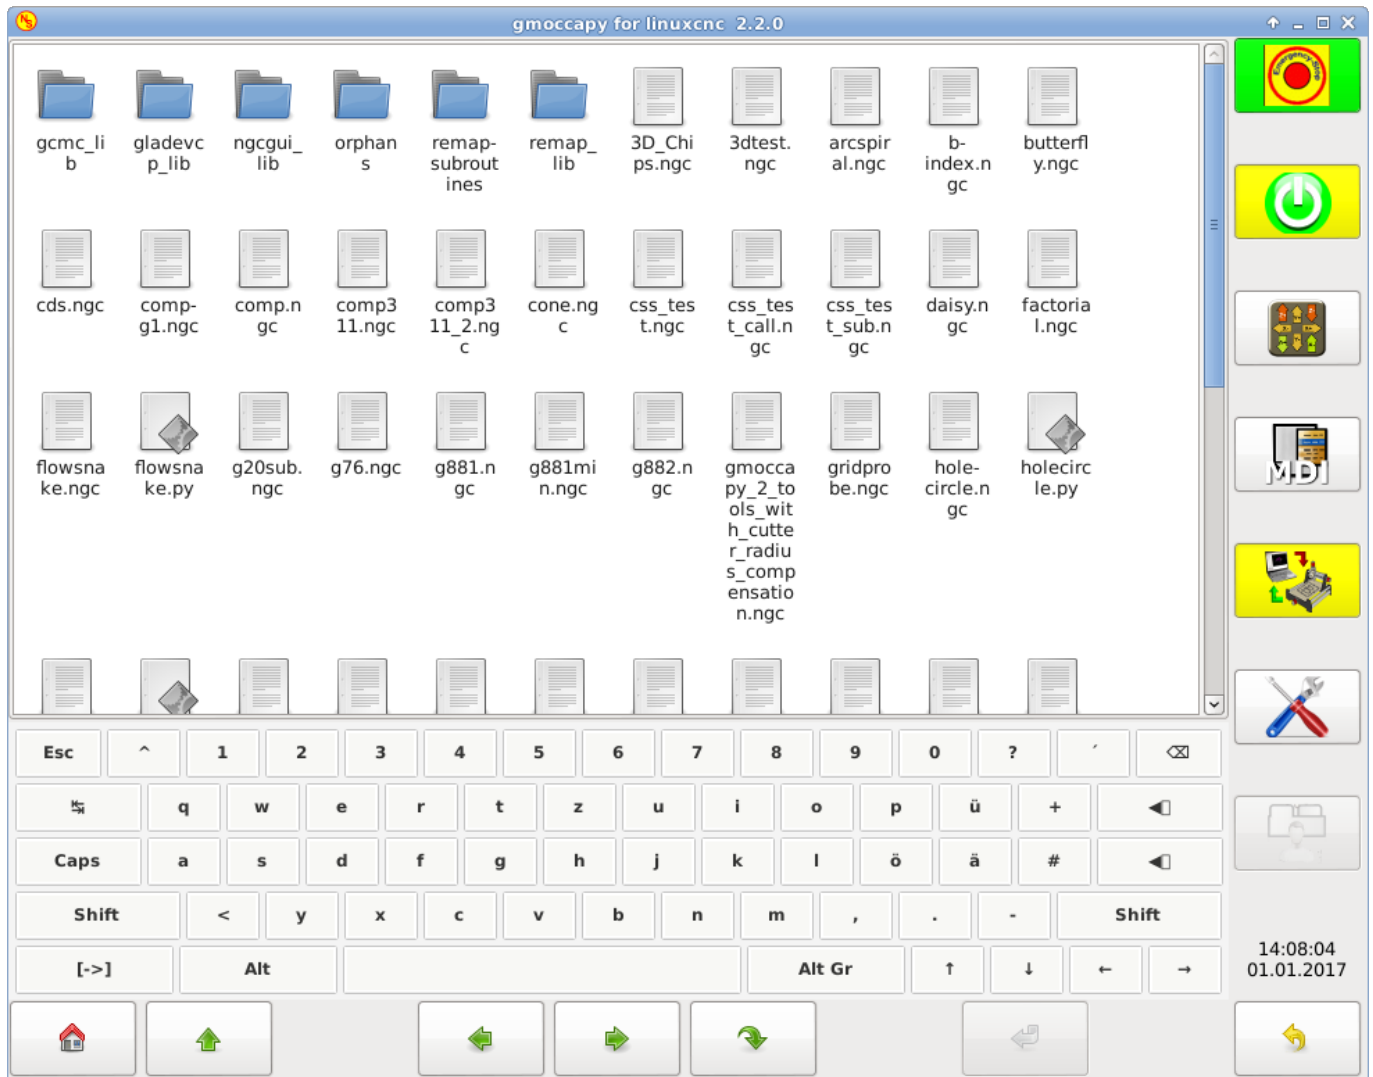 gmoccapy for linuxcnc 2.2.0
Emergency-Stop
gcmc_li gladevc ngcgui_ orphan remap- remap_ 3D_Chi 3dtest. arcspir b- butterfl
b p_lib lib s subrout lib ps.ngc ngc al.ngc index.n y.ngc
ines gc
cds.ngc comp- comp.n comp3 comp3 cone.ng css_tes css_tes css_tes daisy.n factoria
g1.ngc gc 11.ngc 11_2.ng c t.ngc t_call.n t_sub.n gc l.ngc
c gc gc
flowsna flowsna g20sub. g76.ngc g881.n g881mi g882.n gmocca gridpro hole- holecirc
ke.ngc ke.py ngc gc n.ngc gc py_2_to be.ngc circle.n le.py
ols_wit gc
h_cutte
r_radiu
s_comp
ensatio
n.ngc
MDI
Esc ^ 1 2 3 4 5 6 7 8 9 0 ? ´ ⌫
↹ q w e r t z u i o p ü +
Caps a s d f g h j k l ö ä #
Shift < y x c v b n m , . - Shift
[->] Alt Alt Gr ↑ ↓ ← →
14:08:04
01.01.2017